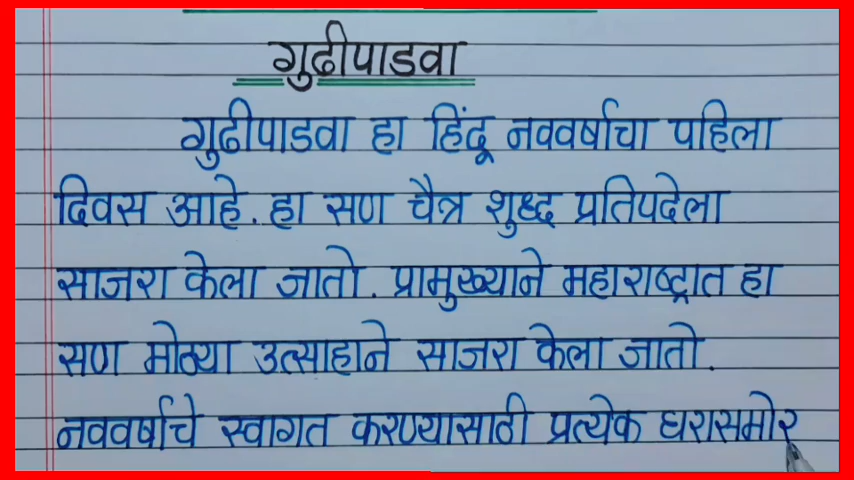 गुढीपाडवा
गुढीपाडवा हा हिंदू नववर्षाचा पहिला
दिवस आहे. हा सण चैत्र शुध्द प्रतिपदेला
साजरा केला जातो. प्रामुख्याने महाराष्ट्रात हा
सण मोठ्या उत्साहाने साजरा केला जातो.
नववर्षाचे स्वागत करण्यासाठी प्रत्येक घरासमोर